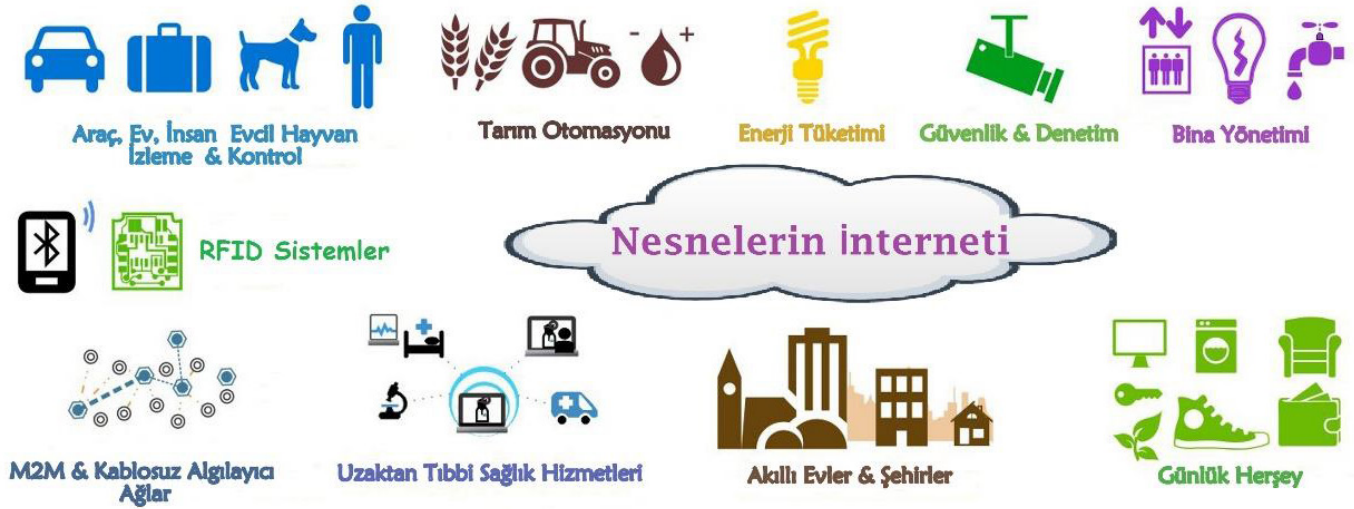 Araç, Ev, İnsan Evcil Hayvan
İzleme & Kontrol
Tarım Otomasyonu
Enerji Tüketimi
Güvenlik & Denetim
Bina Yönetimi
RFID Sistemler
Nesnelerin İnterneti
M2M & Kablosuz Algılayıcı
Ağlar
Uzaktan Tıbbi Sağlık Hizmetleri
Akıllı Evler & Şehirler
Günlük Herşey